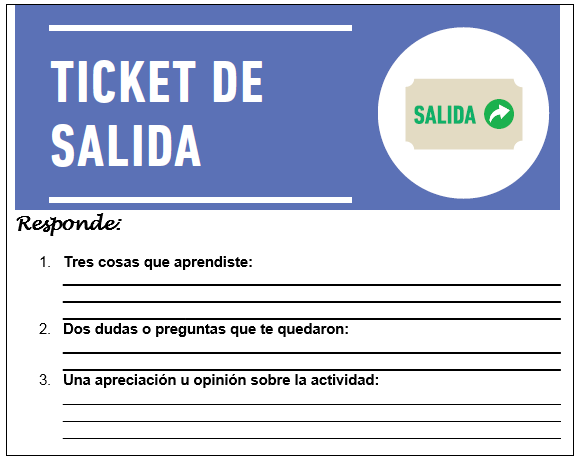 TICKET DE
SALIDA
SALIDA
Responde:
1. Tres cosas que aprendiste:
2. Dos dudas o preguntas que te quedaron:
3. Una apreciación u opinión sobre la actividad: